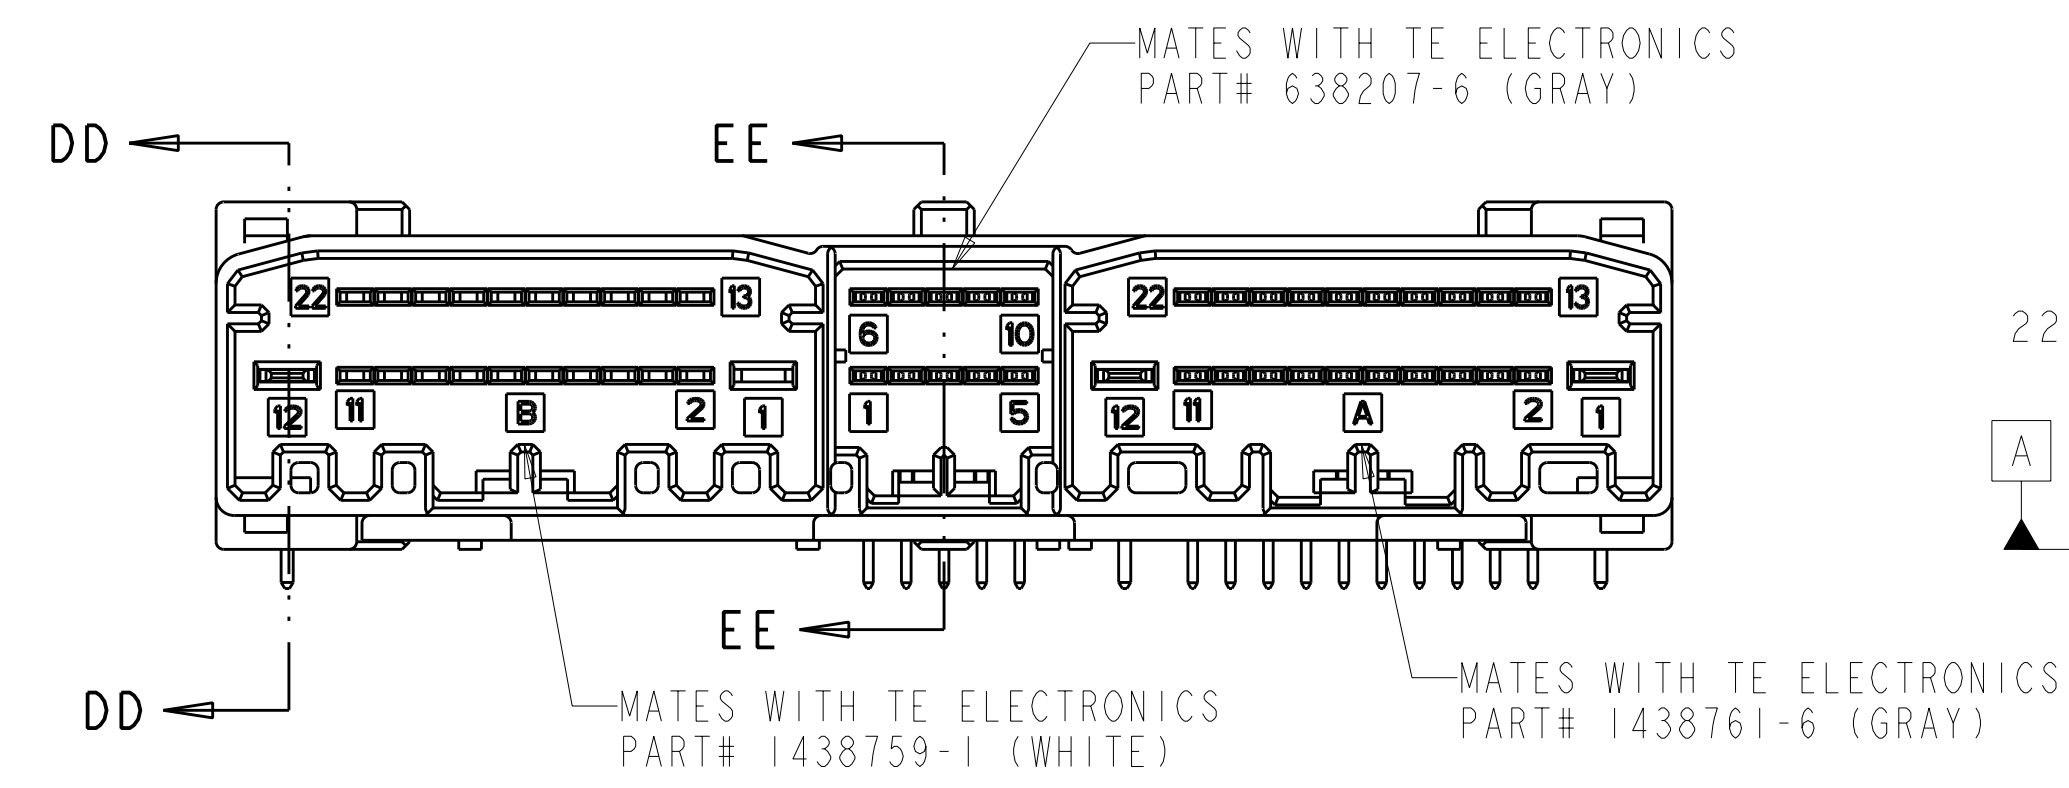 MATES WITH TE ELECTRONICS
PART# 638207-6 (GRAY)
DD
EE
22
13
22
13
6
10
22
12
11
B
2
1
1
5
12
11
A
2
1
A
EE
DD
MATES WITH TE ELECTRONICS
PART# 1438759-1 (WHITE)
MATES WITH TE ELECTRONICS
PART# 1438761-6 (GRAY)